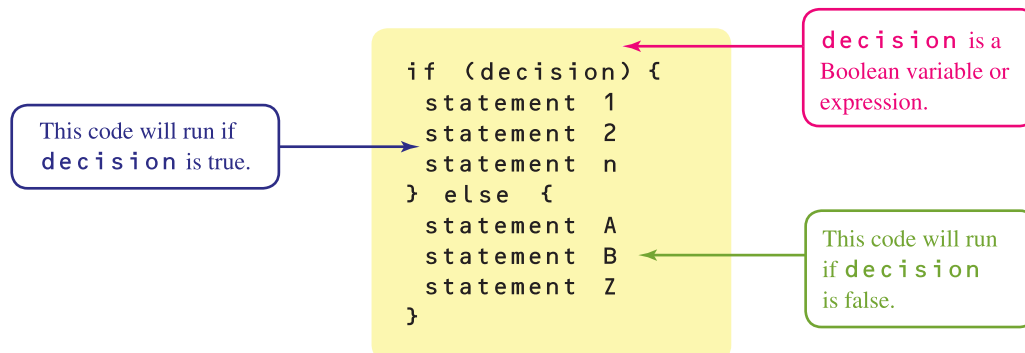 decision is a
Boolean variable or
expression.
if (decision) {
statement 1
statement 2
statement n
} else {
statement A
statement B
statement Z
}
This code will run if
decision is true.
This code will run
if decision
is false.